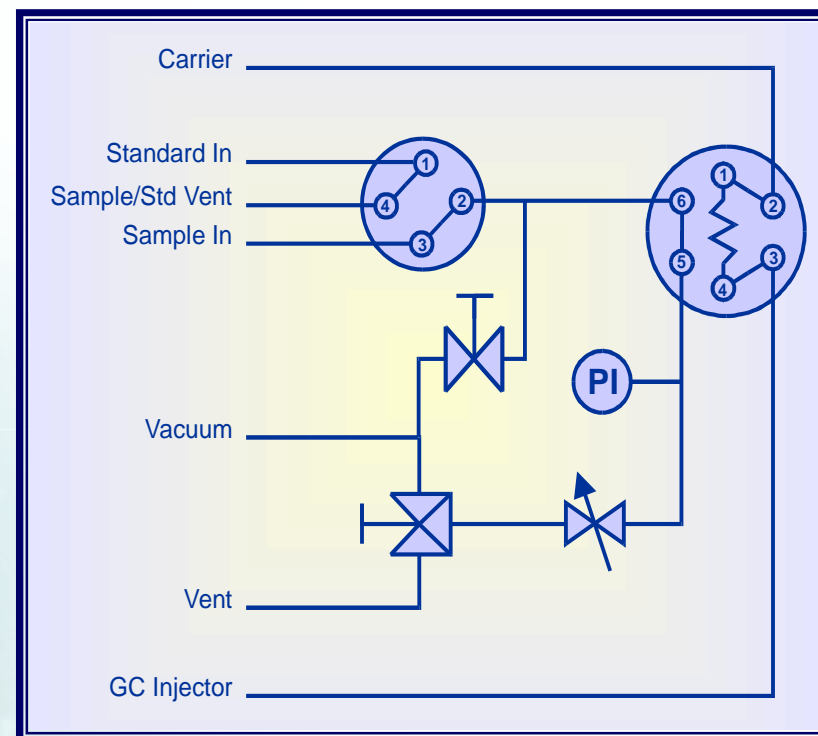 Carrier
Standard In
Sample/Std Vent
Sample In
1
4
2
3
1
6
2
5
3
4
PI
Vacuum
Vent
GC Injector